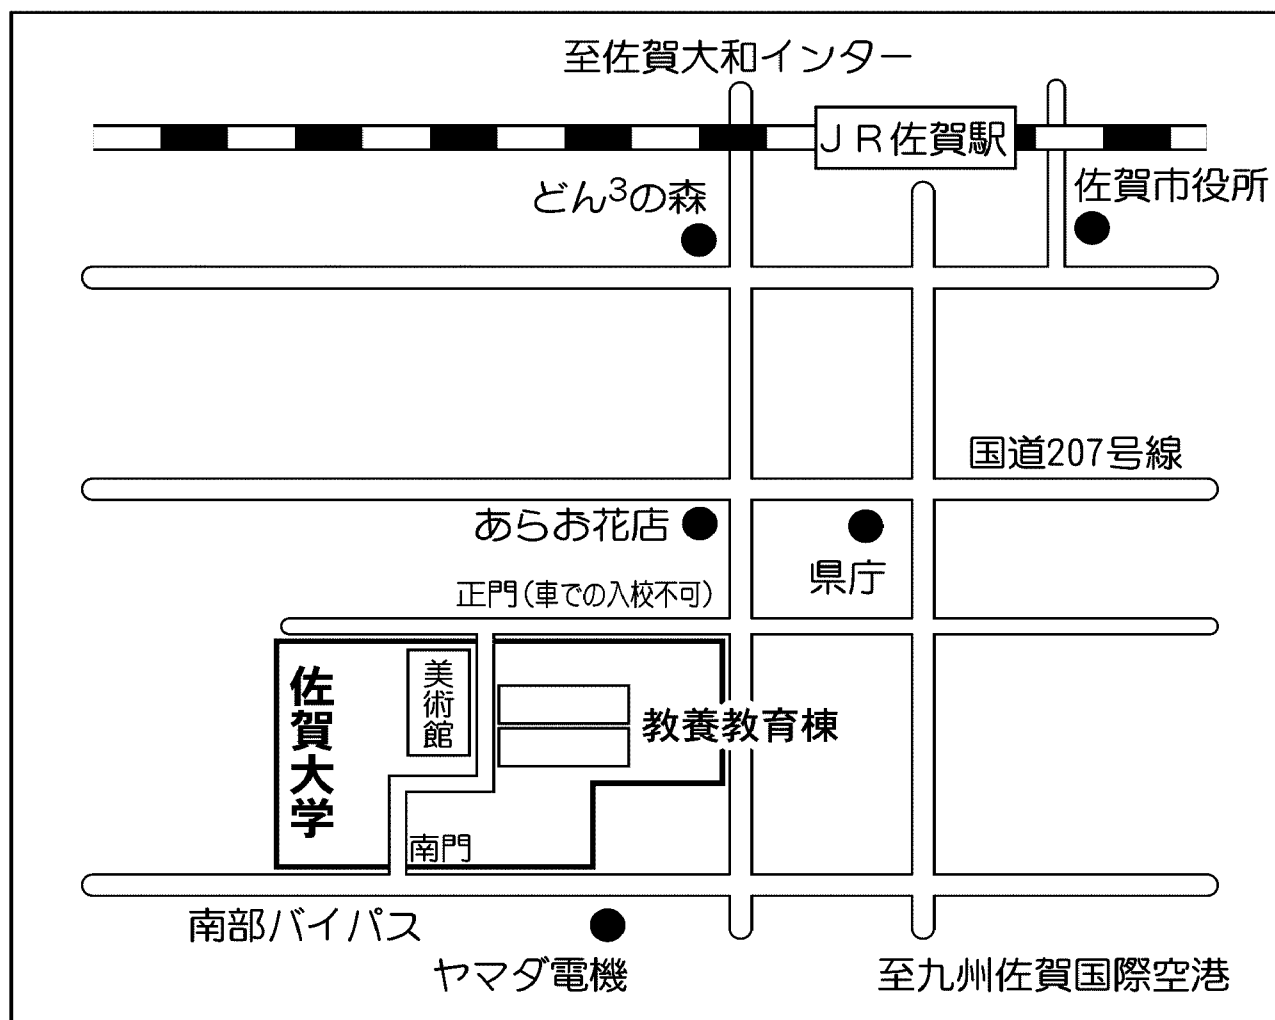 至佐賀大和インター
ＪＲ佐賀駅
どん³の森
佐賀市役所
国道207号線
あらお花店
県庁
正門（車での入校不可）
佐賀大学
美術館
教養教育棟
南門
南部バイパス
ヤマダ電機
至九州佐賀国際空港